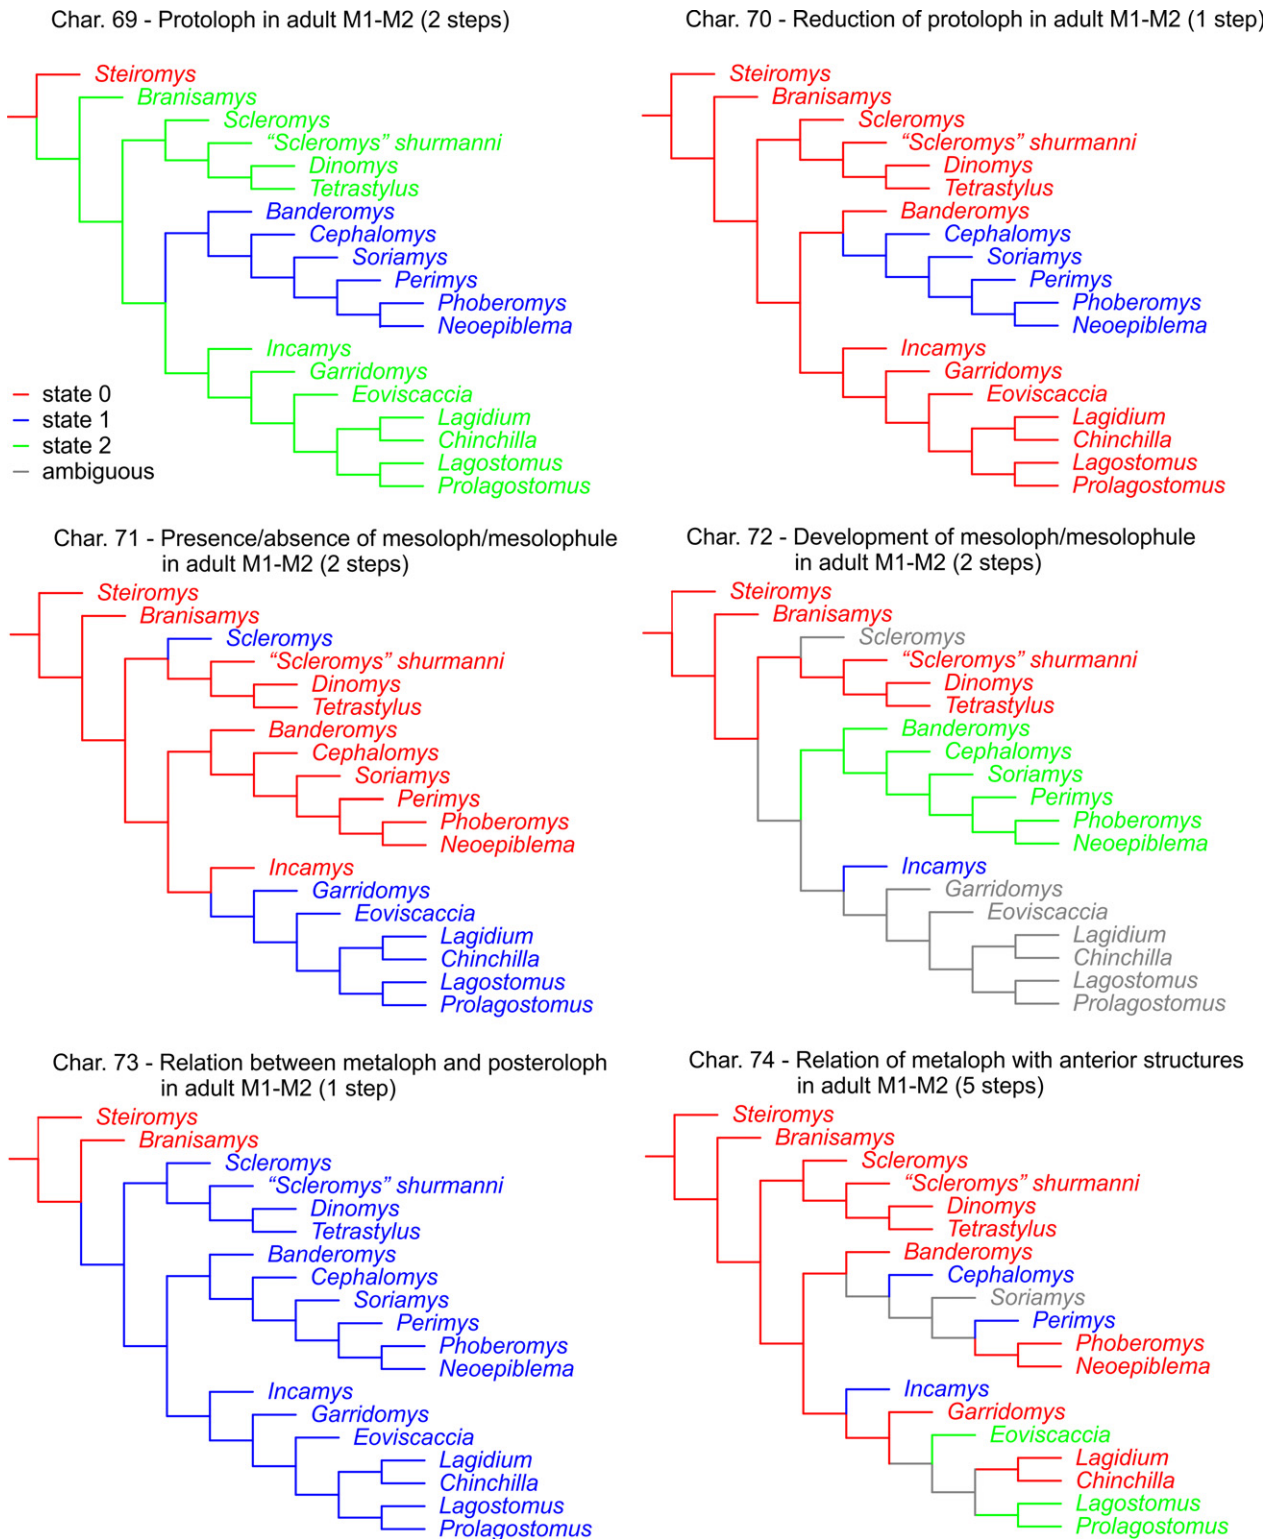 Char. 69 - Protoloph in adult M1-M2 (2 steps)
Steiromys
Branisamys
Scleromys
“Scleromys” shurmanni
Dinomys
Tetrastylus
Banderomys
Cephalomys
Soriamys
Perimys
Phoberomys
Neoepiblema
Incamys
Garridomys
Eoviscaccia
Lagidium
Chinchilla
Lagostomus
Prolagostomus
state 0
state 1
state 2
ambiguous
Char. 70 - Reduction of protoloph in adult M1-M2 (1 step)
Steiromys
Branisamys
Scleromys
“Scleromys” shurmanni
Dinomys
Tetrastylus
Banderomys
Cephalomys
Soriamys
Perimys
Phoberomys
Neoepiblema
Incamys
Garridomys
Eoviscaccia
Lagidium
Chinchilla
Lagostomus
Prolagostomus
Char. 71 - Presence/absence of mesoloph/mesolophule
in adult M1-M2 (2 steps)
Steiromys
Branisamys
Scleromys
“Scleromys” shurmanni
Dinomys
Tetrastylus
Banderomys
Cephalomys
Soriamys
Perimys
Phoberomys
Neoepiblema
Incamys
Garridomys
Eoviscaccia
Lagidium
Chinchilla
Lagostomus
Prolagostomus
Char. 72 - Development of mesoloph/mesolophule
in adult M1-M2 (2 steps)
Steiromys
Branisamys
Scleromys
“Scleromys” shurmanni
Dinomys
Tetrastylus
Banderomys
Cephalomys
Soriamys
Perimys
Phoberomys
Neoepiblema
Incamys
Garridomys
Eoviscaccia
Lagidium
Chinchilla
Lagostomus
Prolagostomus
Char. 73 - Relation between metaloph and posteroloph
in adult M1-M2 (1 step)
Steiromys
Branisamys
Scleromys
“Scleromys” shurmanni
Dinomys
Tetrastylus
Banderomys
Cephalomys
Soriamys
Perimys
Phoberomys
Neoepiblema
Incamys
Garridomys
Eoviscaccia
Lagidium
Chinchilla
Lagostomus
Prolagostomus
Char. 74 - Relation of metaloph with anterior structures
in adult M1-M2 (5 steps)
Steiromys
Branisamys
Scleromys
“Scleromys” shurmanni
Dinomys
Tetrastylus
Banderomys
Cephalomys
Soriamys
Perimys
Phoberomys
Neoepiblema
Incamys
Garridomys
Eoviscaccia
Lagidium
Chinchilla
Lagostomus
Prolagostomus